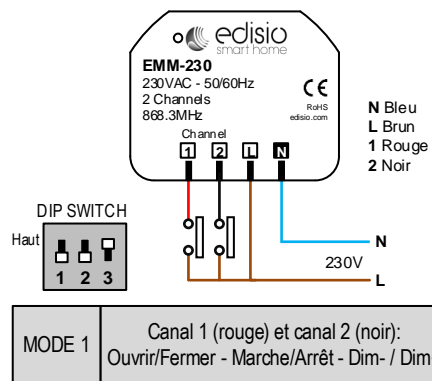 edisio
smart home
EMM-230
230VAC - 50/60Hz
2 Channels
868.3MHz
CE
RoHS
edisio.com
Channel
1 2 L N
N Bleu
L Brun
1 Rouge
2 Noir
DIP SWITCH
Haut
1 2 3
N
230V
L
MODE 1
Canal 1 (rouge) et canal 2 (noir):
Ouvrir/Fermer - Marche/Arrêt - Dim- / Dim-